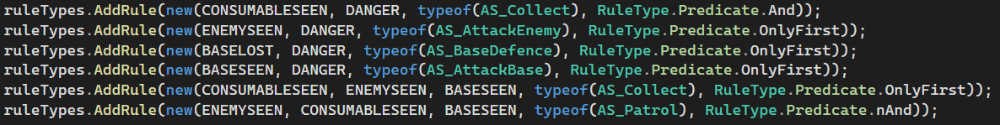 ruleTypes.AddRule(new(CONSUMABLESEEN, DANGER, typeof(AS_Collect), RuleType.Predicate.And));
ruleTypes.AddRule(new(ENEMYSEEN, DANGER, typeof(AS_AttackEnemy), RuleType.Predicate.OnlyFirst));
ruleTypes.AddRule(new(BASELOST, DANGER, typeof(AS_BaseDefence), RuleType.Predicate.OnlyFirst));
ruleTypes.AddRule(new(BASESEEN, DANGER, typeof(AS_AttackBase), RuleType.Predicate.OnlyFirst));
ruleTypes.AddRule(new(CONSUMABLESEEN, ENEMYSEEN, BASESEEN, typeof(AS_Collect), RuleType.Predicate.OnlyFirst));
ruleTypes.AddRule(new(ENEMYSEEN, CONSUMABLESEEN, BASESEEN, typeof(AS_Patrol), RuleType.Predicate.nAnd));